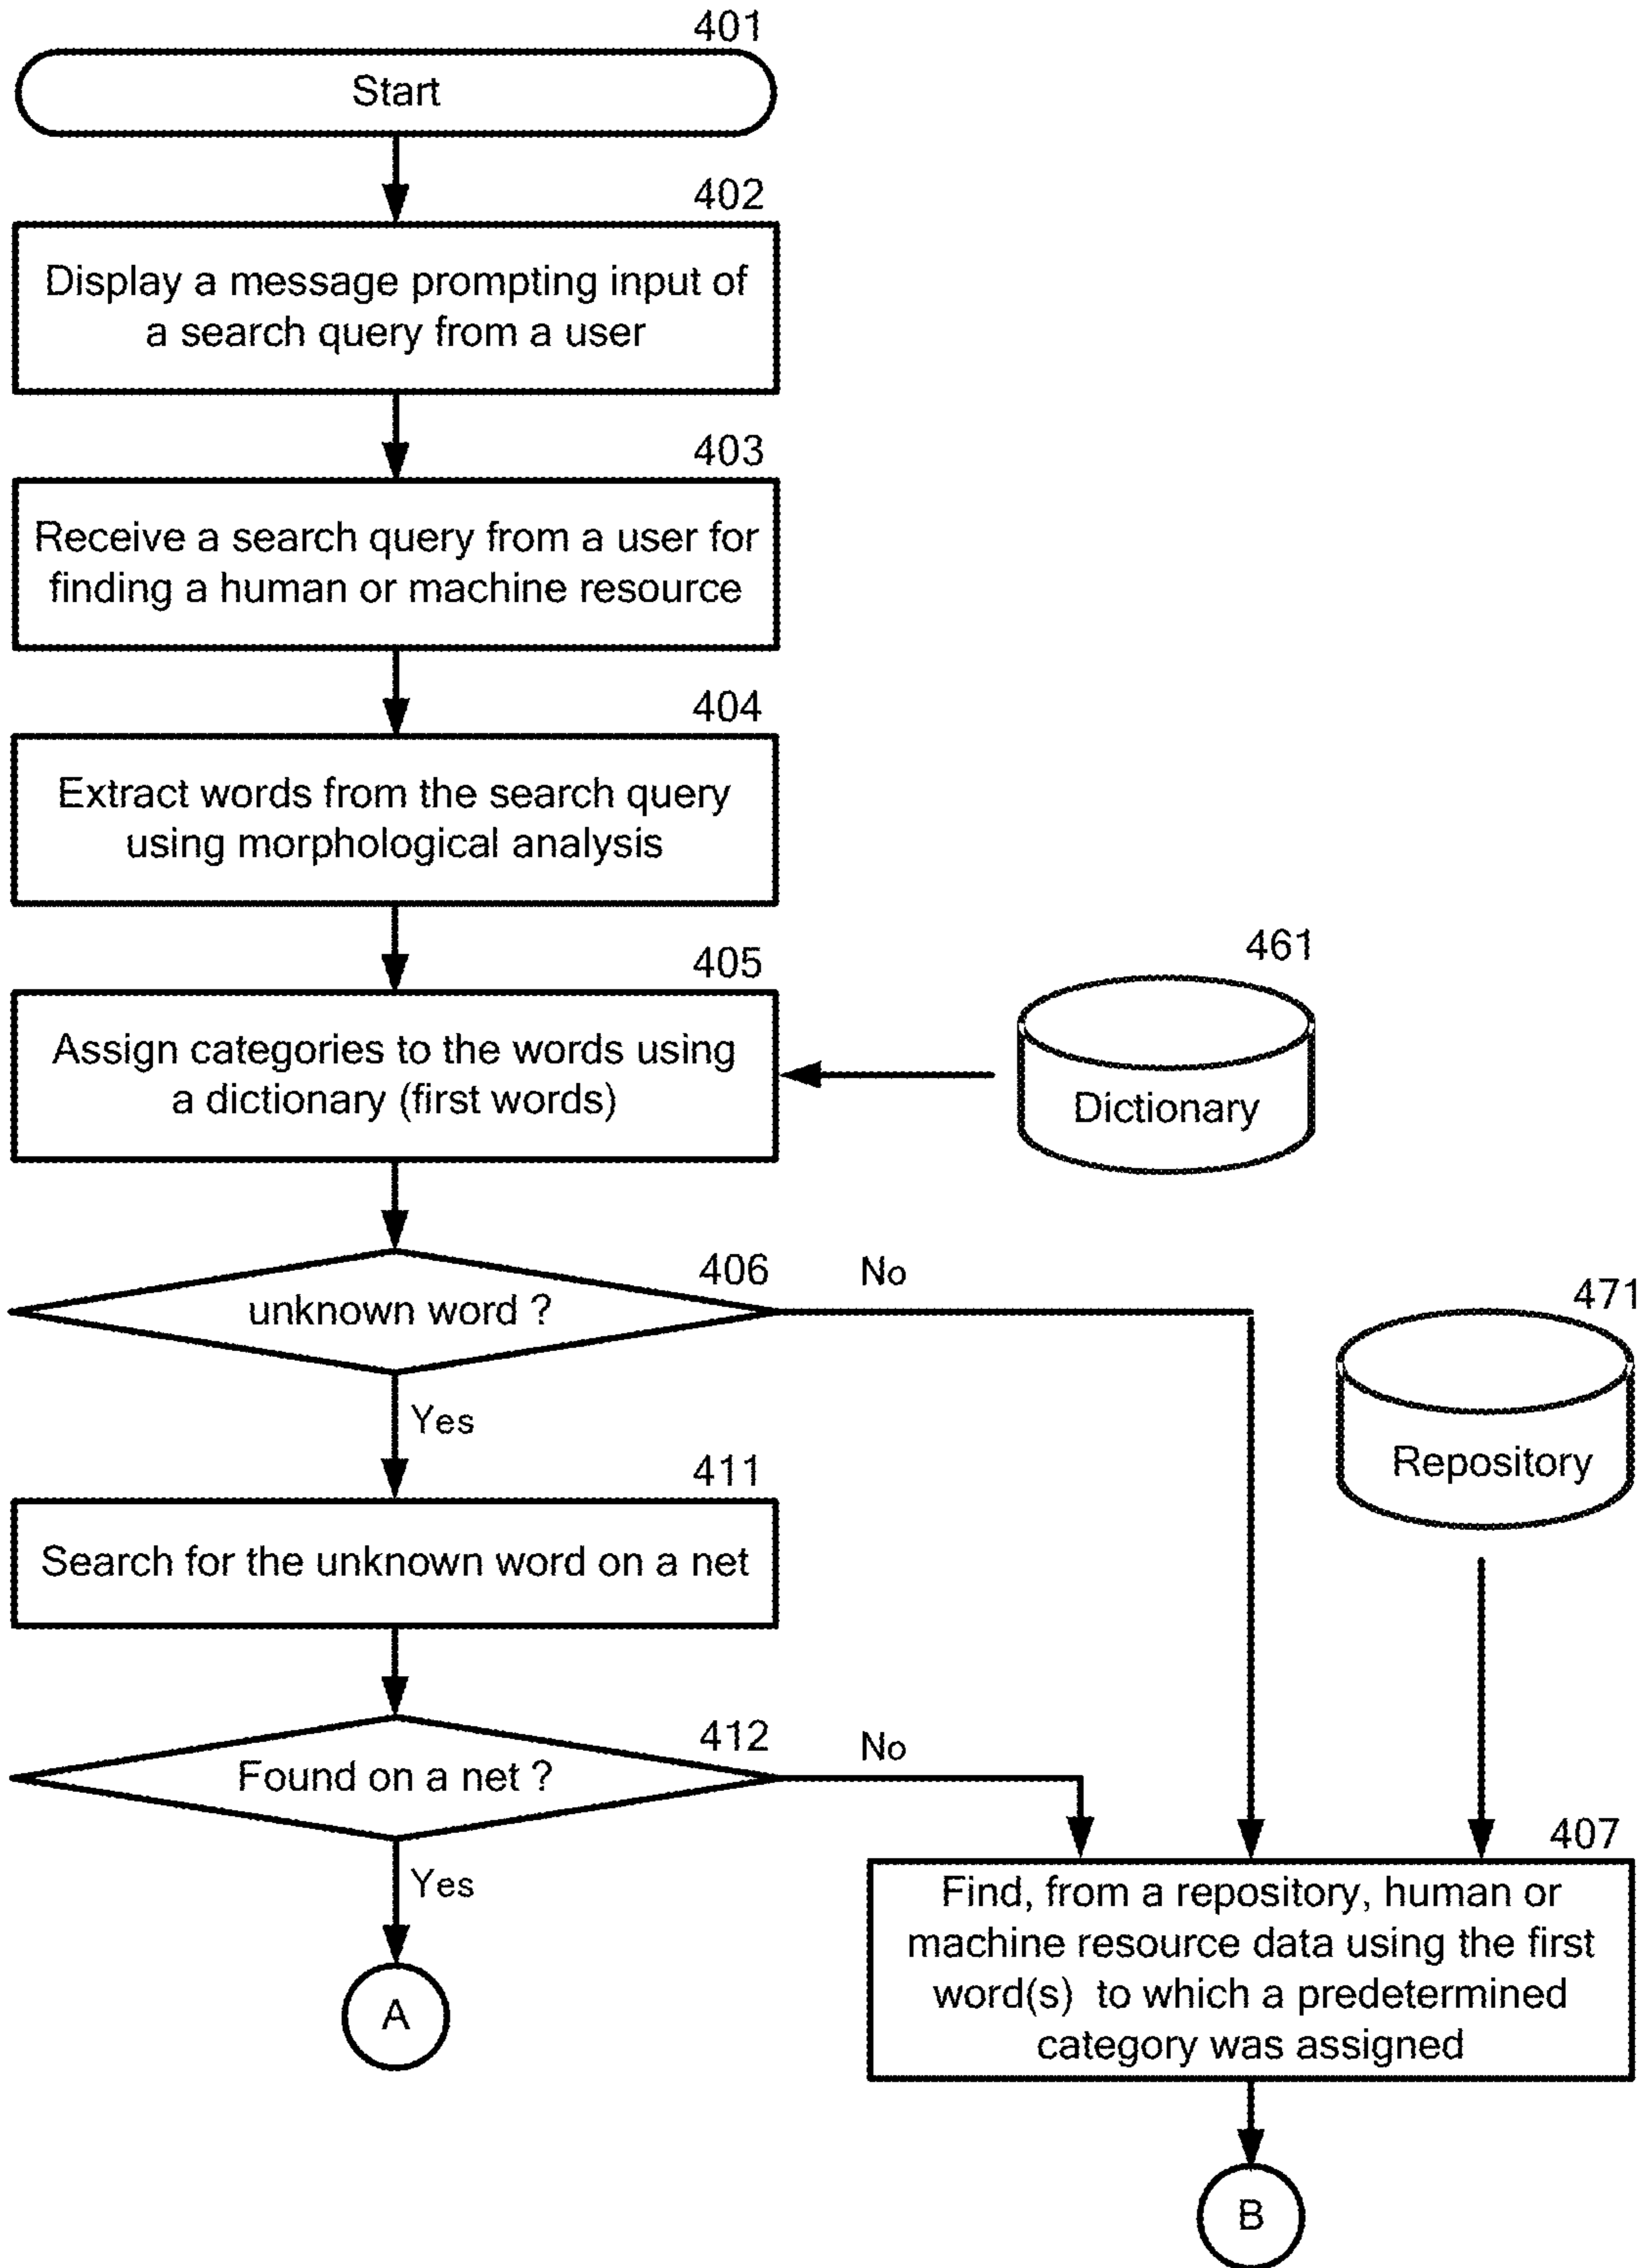 401
Start
402
Display a message prompting input of
a search query from a user
403
Receive a search query from a user for
finding a human or machine resource
404
Extract words from the search query
using morphological analysis
405
Assign categories to the words using
a dictionary (first words)
461
Dictionary
406
unknown word ?
No
Yes
471
Repository
411
Search for the unknown word on a net
412
Found on a net ?
No
Yes
A
407
Find, from a repository, human or
machine resource data using the first
word(s) to which a predetermined
category was assigned
B